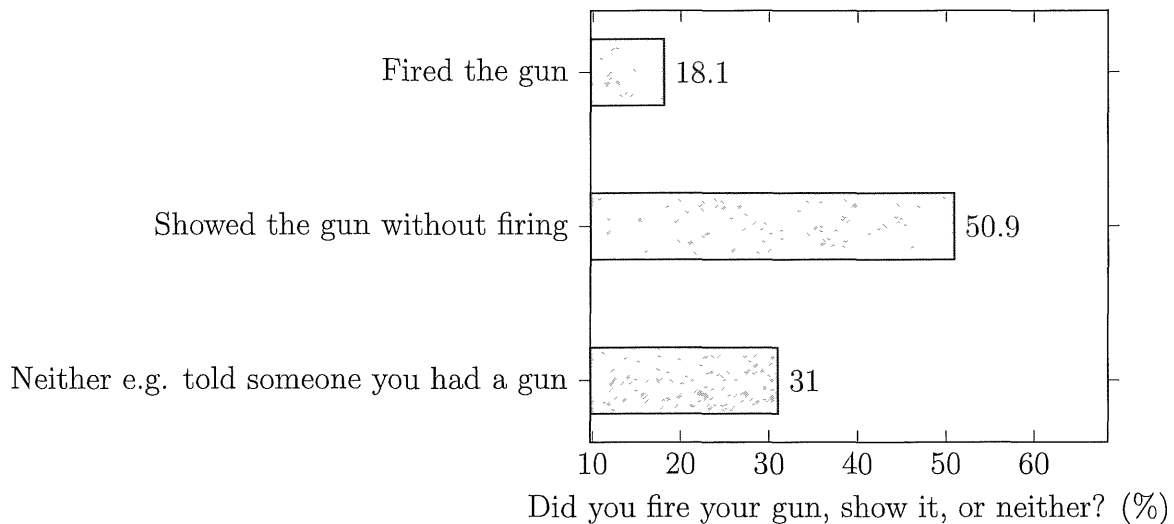 Fired the gun
18.1
Showed the gun without firing
50.9
Neither e.g. told someone you had a gun
31
10 20 30 40 50 60
Did you fire your gun, show it, or neither? (%)